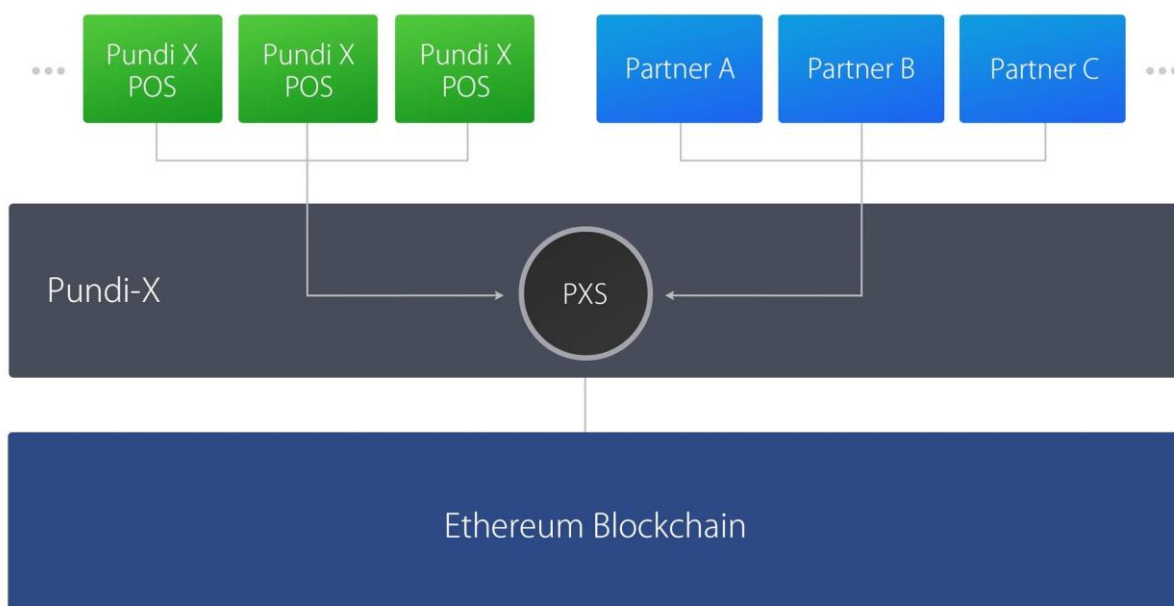 Pundi X
POS
Pundi X
POS
Pundi X
POS
Partner A
Partner B
Partner C
Pundi-X
PXS
Ethereum Blockchain